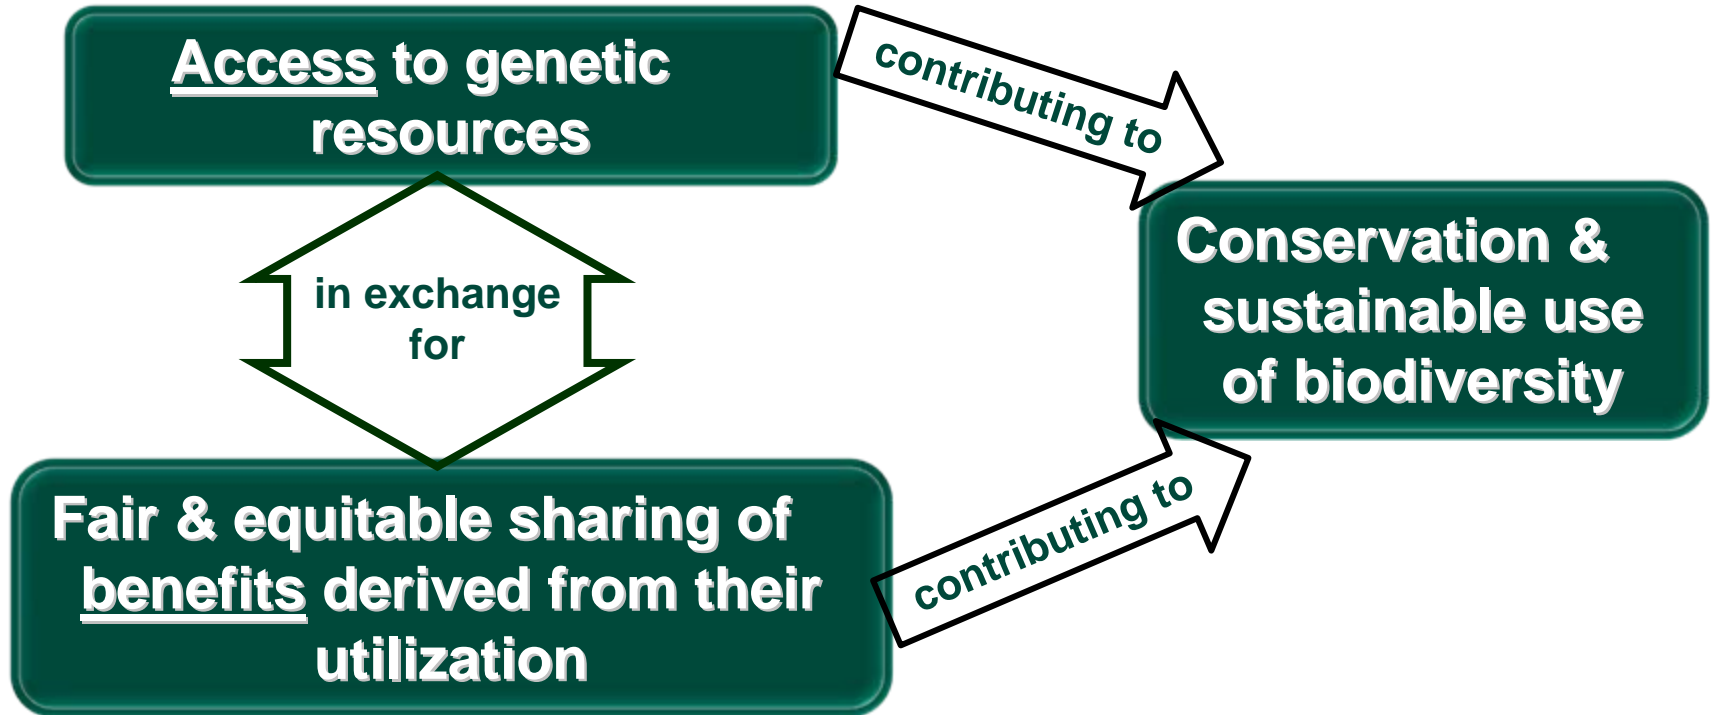 Access to genetic
resources
contributing to
in exchange
for
Conservation &
sustainable use
of biodiversity
Fair & equitable sharing of
benefits derived from their
utilization
contributing to